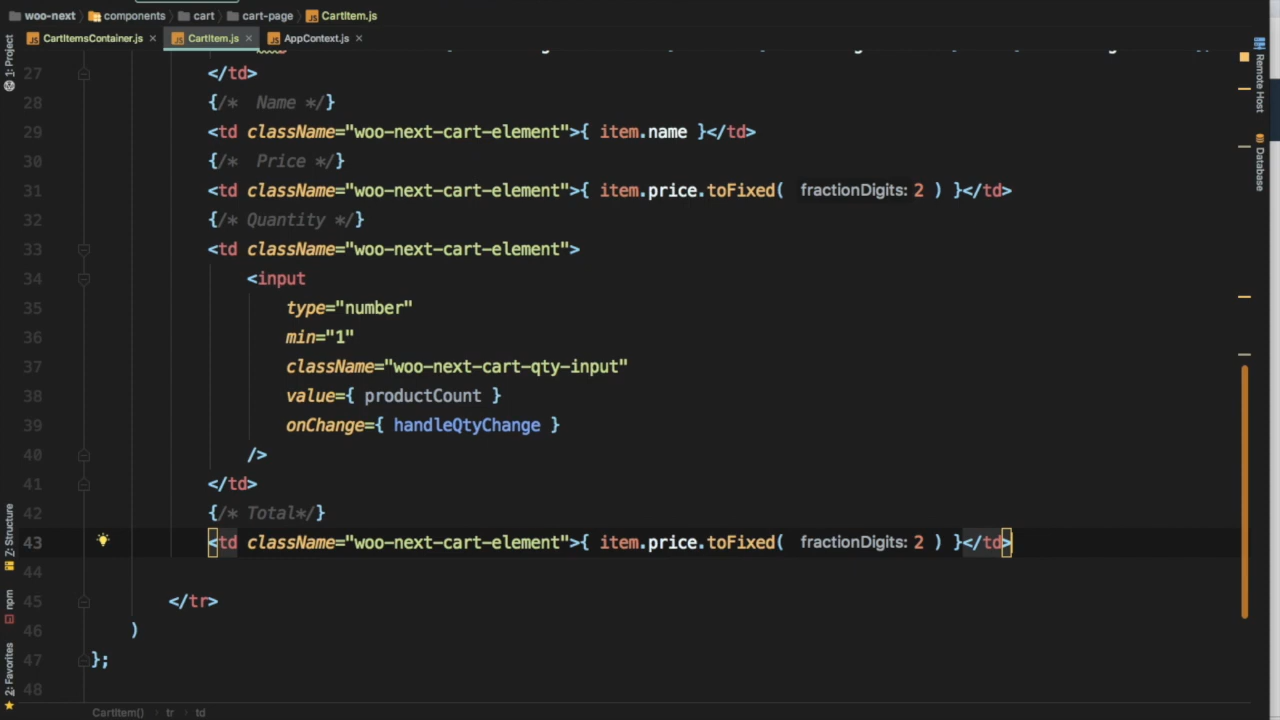 woo-next components cart cart-page CartItem.js
CartItemsContainer.js × CartItem.js × AppContext.js ×
1: Project
Remote Host
Database
27 </td>
28 {/*  Name */}
29 <td className="woo-next-cart-element">{ item.name }</td>
30 {/*  Price */}
31 <td className="woo-next-cart-element">{ item.price.toFixed( fractionDigits: 2 ) }</td>
32 {/* Quantity */}
33 <td className="woo-next-cart-element">
34 <input
35 type="number"
36 min="1"
37 className="woo-next-cart-qty-input"
38 value={ productCount }
39 onChange={ handleQtyChange }
40 />
41 </td>
42 {/* Total*/}
43 <td className="woo-next-cart-element">{ item.price.toFixed( fractionDigits: 2 ) }</td>
44
45 </tr>
46 )
47 };
48
Z: Structure
npm
2: Favorites
CartItem() › tr › td